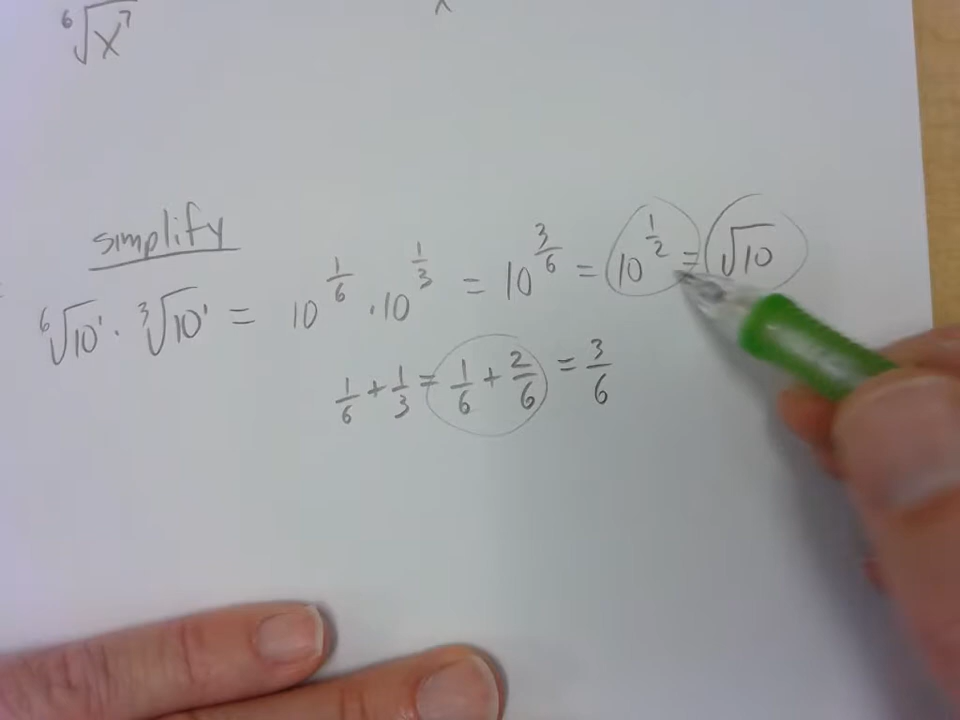 ⁶√x⁷
simplify
⁶√10¹ · ³√10¹ = 10^(1/6) · 10^(1/3) = 10^(3/6) = 10^(1/2) = √10
1/6 + 1/3 = 1/6 + 2/6 = 3/6